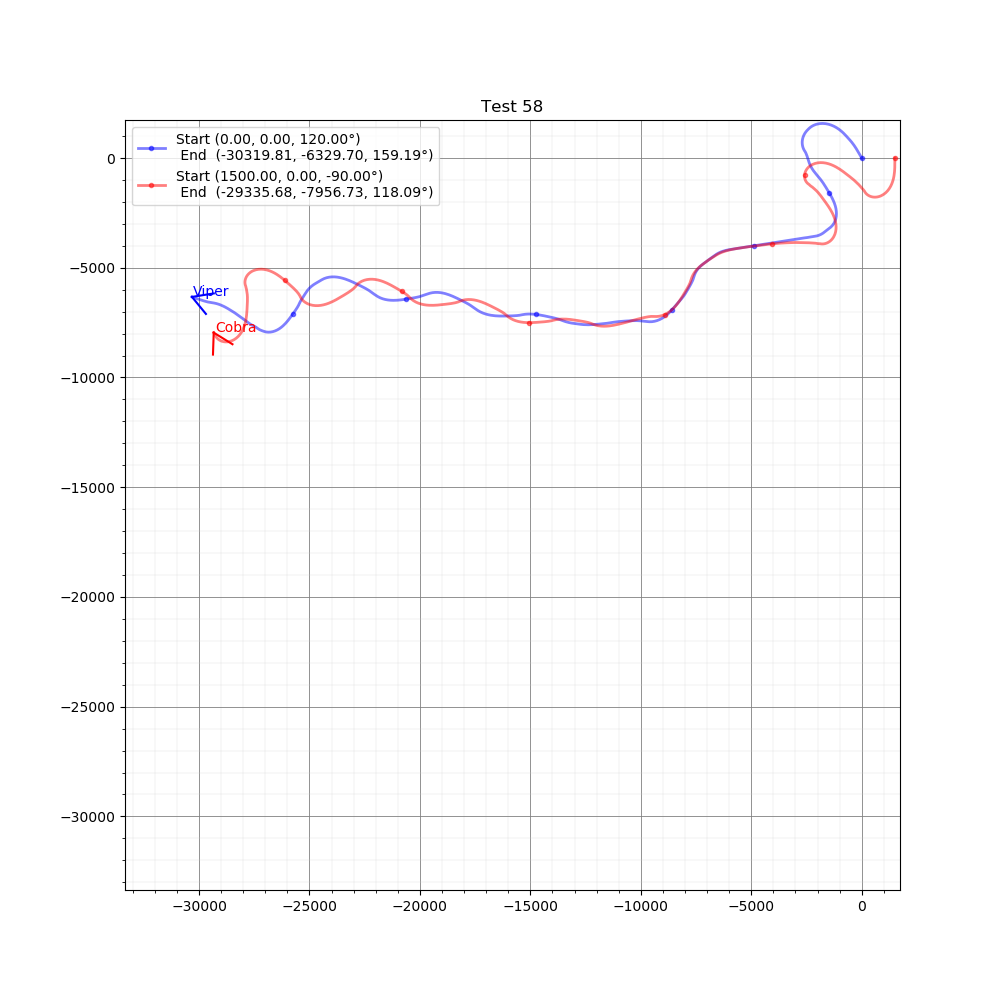 Test 58
Start (0.00, 0.00, 120.00°)
End  (-30319.81, -6329.70, 159.19°)
Start (1500.00, 0.00, -90.00°)
End  (-29335.68, -7956.73, 118.09°)
0
−5000
−10000
−15000
−20000
−25000
−30000
Viper
Cobra
−30000
−25000
−20000
−15000
−10000
−5000
0